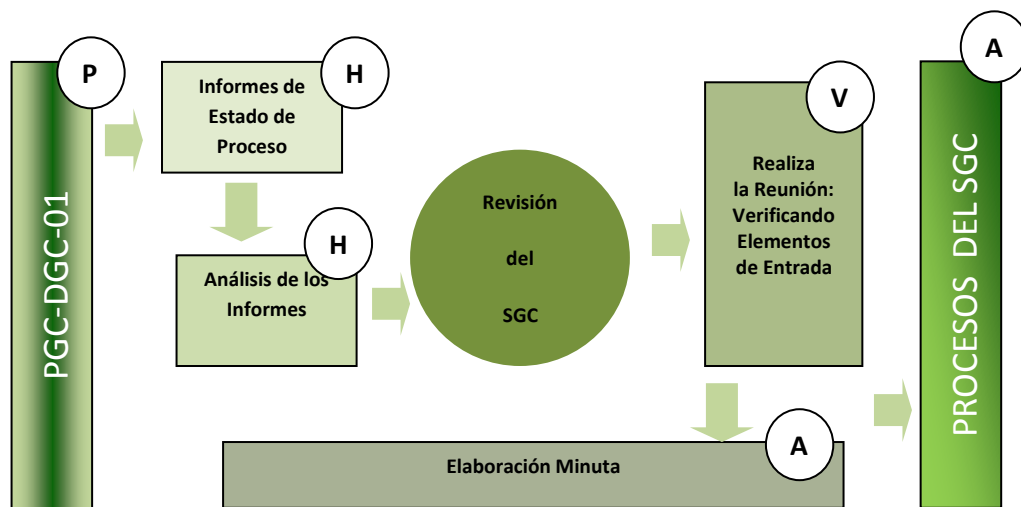 PGC-DGC-01
P
Informes de
Estado de
Proceso
H
Análisis de los
Informes
H
Revisión
del
SGC
Realiza
la Reunión:
Verificando
Elementos
de Entrada
V
Elaboración Minuta
A
PROCESOS DEL SGC
A